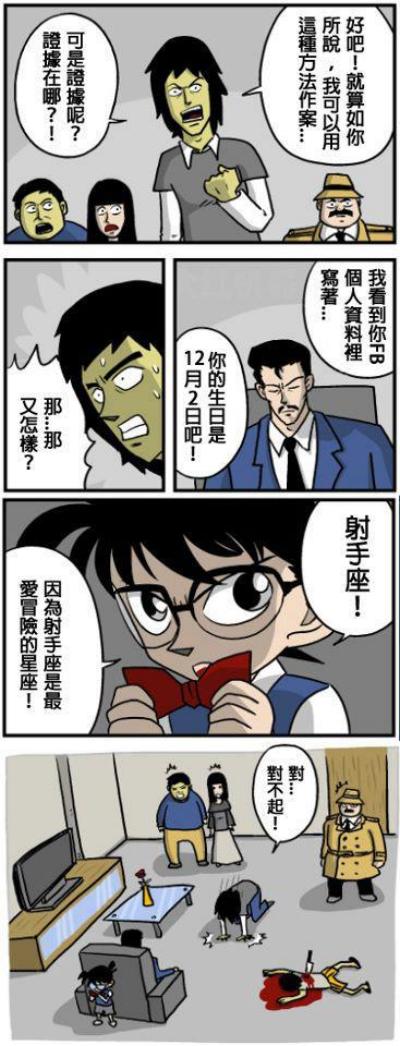 好吧！就算如你
所說，我可以用
這種方法作案…
可是證據呢？
證據在哪？！
我看到你FB
個人資料裡
寫著…
你的生日是
12月2日吧！
那…那
又怎樣？
射手座！
因為射手座是最
愛冒險的星座！
對…
對不起！